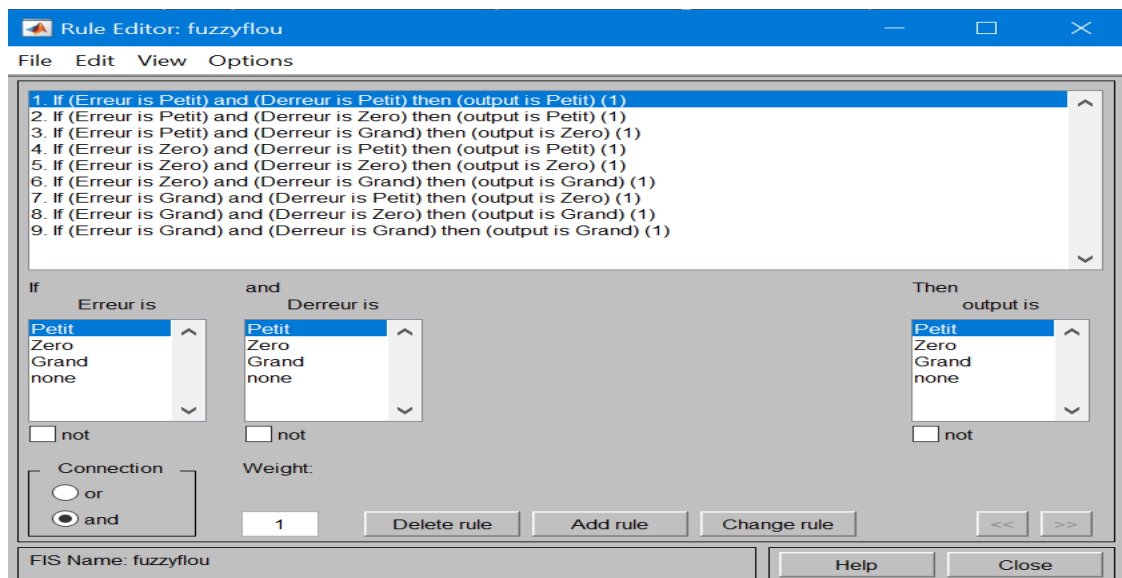 Rule Editor: fuzzyflou
File Edit View Options
1. If (Erreur is Petit) and (Derreur is Petit) then (output is Petit) (1)
2. If (Erreur is Petit) and (Derreur is Zero) then (output is Petit) (1)
3. If (Erreur is Petit) and (Derreur is Grand) then (output is Zero) (1)
4. If (Erreur is Zero) and (Derreur is Petit) then (output is Petit) (1)
5. If (Erreur is Zero) and (Derreur is Zero) then (output is Zero) (1)
6. If (Erreur is Zero) and (Derreur is Grand) then (output is Grand) (1)
7. If (Erreur is Grand) and (Derreur is Petit) then (output is Zero) (1)
8. If (Erreur is Grand) and (Derreur is Zero) then (output is Grand) (1)
9. If (Erreur is Grand) and (Derreur is Grand) then (output is Grand) (1)
If and Then
Erreur is Derreur is output is
Petit Petit Petit
Zero Zero Zero
Grand Grand Grand
none none none
not not not
Connection Weight:
or
and 1 Delete rule Add rule Change rule << >>
FIS Name: fuzzyflou Help Close